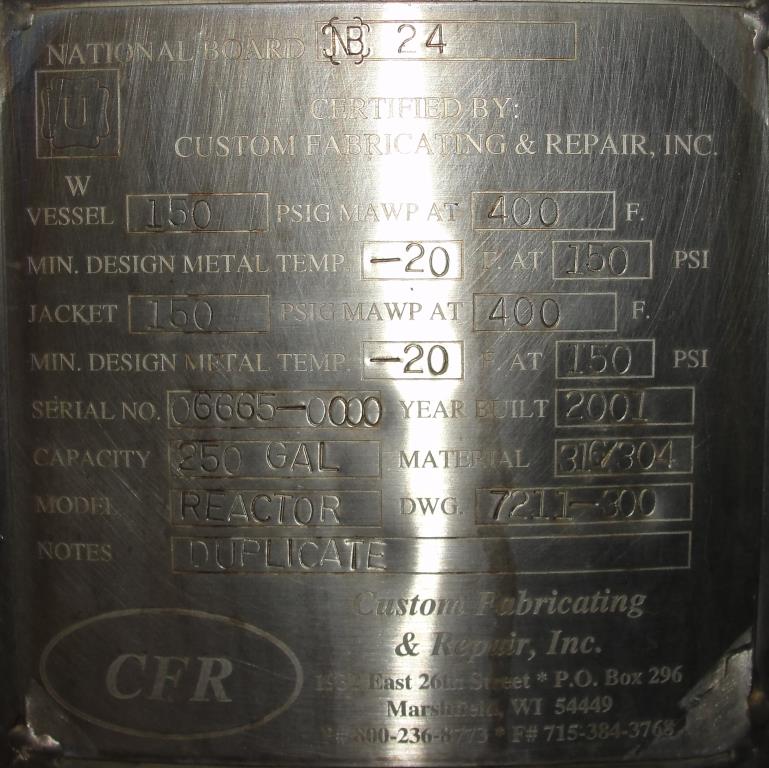 NATIONAL BOARD NB 24
U
CERTIFIED BY:
CUSTOM FABRICATING & REPAIR, INC.
W
VESSEL 150 PSIG MAWP AT 400 F.
MIN. DESIGN METAL TEMP. -20 F. AT 150 PSI
JACKET 150 PSIG MAWP AT 400 F.
MIN. DESIGN METAL TEMP. -20 F. AT 150 PSI
SERIAL NO. 06665-0000 YEAR BUILT 2001
CAPACITY 250 GAL MATERIAL 316/304
MODEL REACTOR DWG. 7211-300
NOTES DUPLICATE
Custom Fabricating
& Repair, Inc.
CFR
1932 East 26th Street * P.O. Box 296
Marshfield, WI 54449
P# 800-236-8773 * F# 715-384-3768